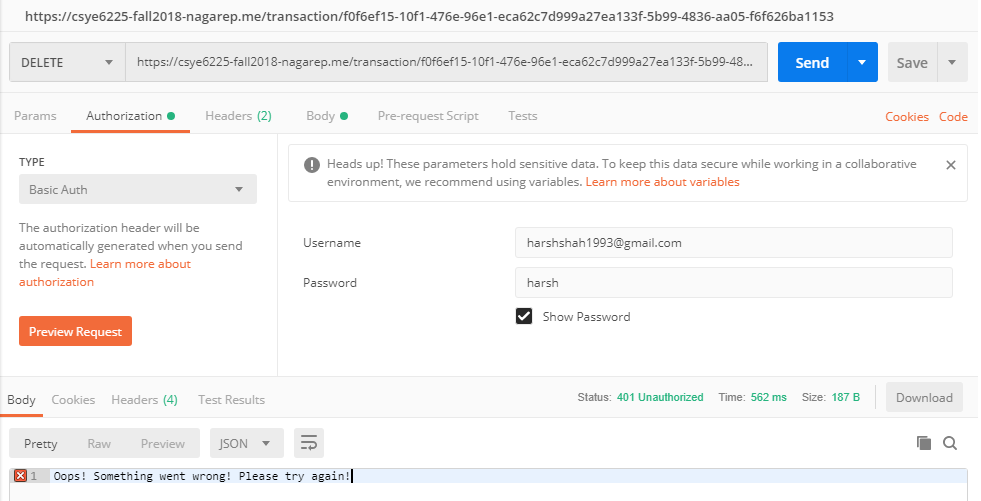 https://csye6225-fall2018-nagarep.me/transaction/f0f6ef15-10f1-476e-96e1-eca62c7d999a27ea133f-5b99-4836-aa05-f6f626ba1153
DELETE https://csye6225-fall2018-nagarep.me/transaction/f0f6ef15-10f1-476e-96e1-eca62c7d999a27ea133f-5b99-48... Send Save
Params Authorization Headers (2) Body Pre-request Script Tests Cookies Code
TYPE
Basic Auth
The authorization header will be
automatically generated when you send
the request. Learn more about
authorization
Preview Request
Heads up! These parameters hold sensitive data. To keep this data secure while working in a collaborative
environment, we recommend using variables. Learn more about variables
Username harshshah1993@gmail.com
Password harsh
Show Password
Body Cookies Headers (4) Test Results Status: 401 Unauthorized Time: 562 ms Size: 187 B Download
Pretty Raw Preview JSON
1 Oops! Something went wrong! Please try again!